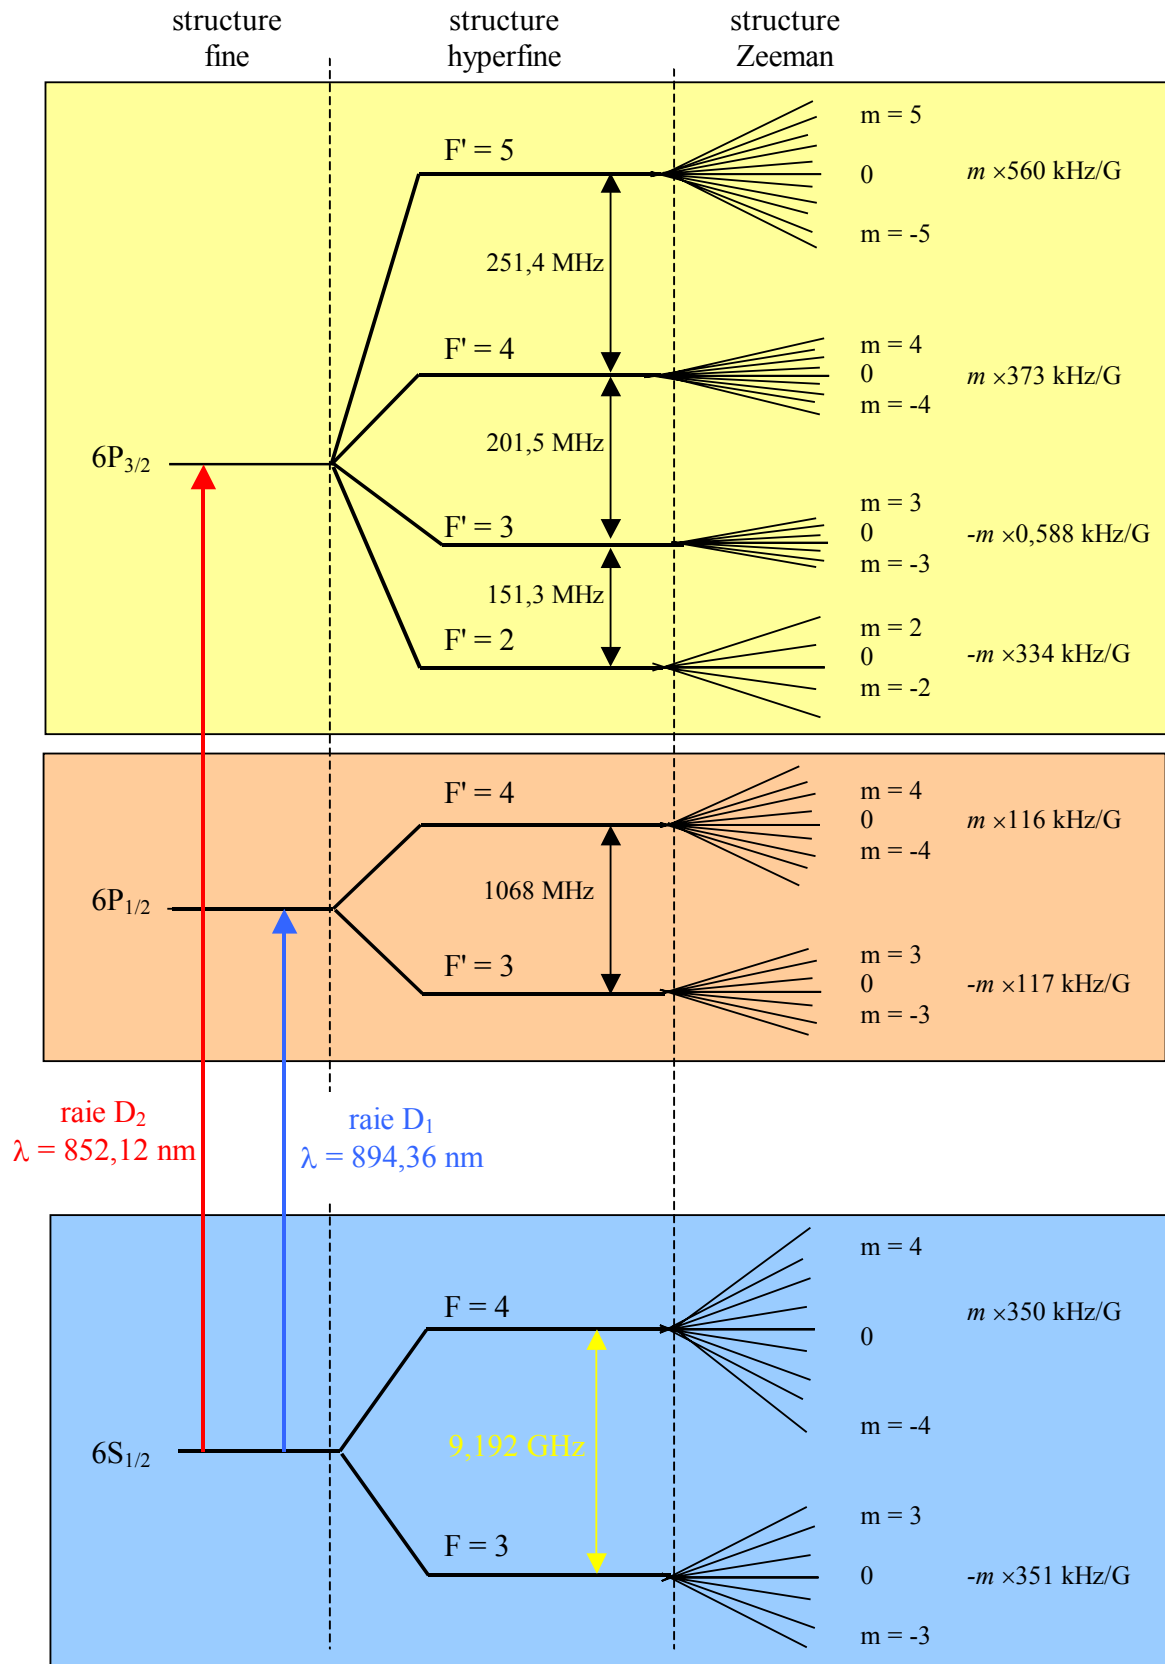 structure fine
structure hyperfine
structure Zeeman
F' = 5
m = 5
0
m = -5
m ×560 kHz/G
251,4 MHz
F' = 4
m = 4
0
m = -4
m ×373 kHz/G
6P3/2
201,5 MHz
F' = 3
m = 3
0
m = -3
-m ×0,588 kHz/G
151,3 MHz
F' = 2
m = 2
0
m = -2
-m ×334 kHz/G
F' = 4
m = 4
0
m = -4
m ×116 kHz/G
6P1/2
1068 MHz
F' = 3
m = 3
0
m = -3
-m ×117 kHz/G
raie D2
λ = 852,12 nm
raie D1
λ = 894,36 nm
F = 4
m = 4
0
m = -4
m ×350 kHz/G
6S1/2
9,192 GHz
F = 3
m = 3
0
m = -3
-m ×351 kHz/G